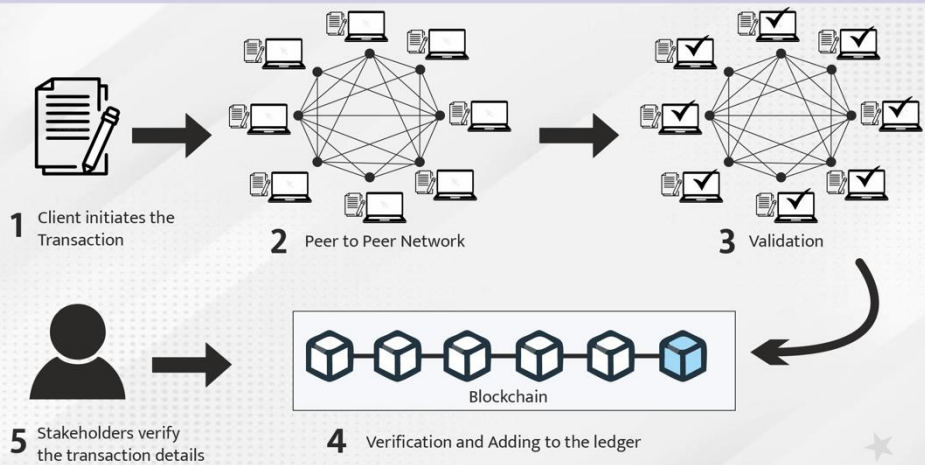 1 Client initiates the
Transaction
2 Peer to Peer Network
3 Validation
Blockchain
4 Verification and Adding to the ledger
5 Stakeholders verify
the transaction details